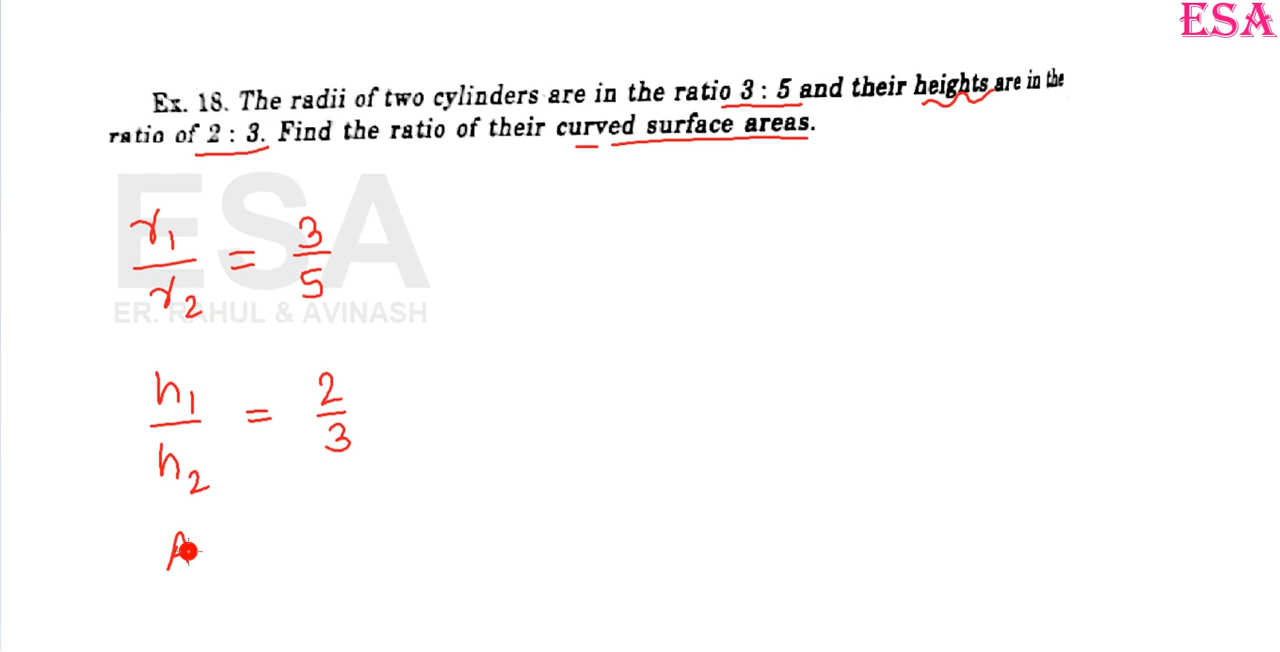 ESA
Ex. 18. The radii of two cylinders are in the ratio 3 : 5 and their heights are in the
ratio of 2 : 3. Find the ratio of their curved surface areas.
ESA
ER. RAHUL & AVINASH
r1/r2 = 3/5
h1/h2 = 2/3
A